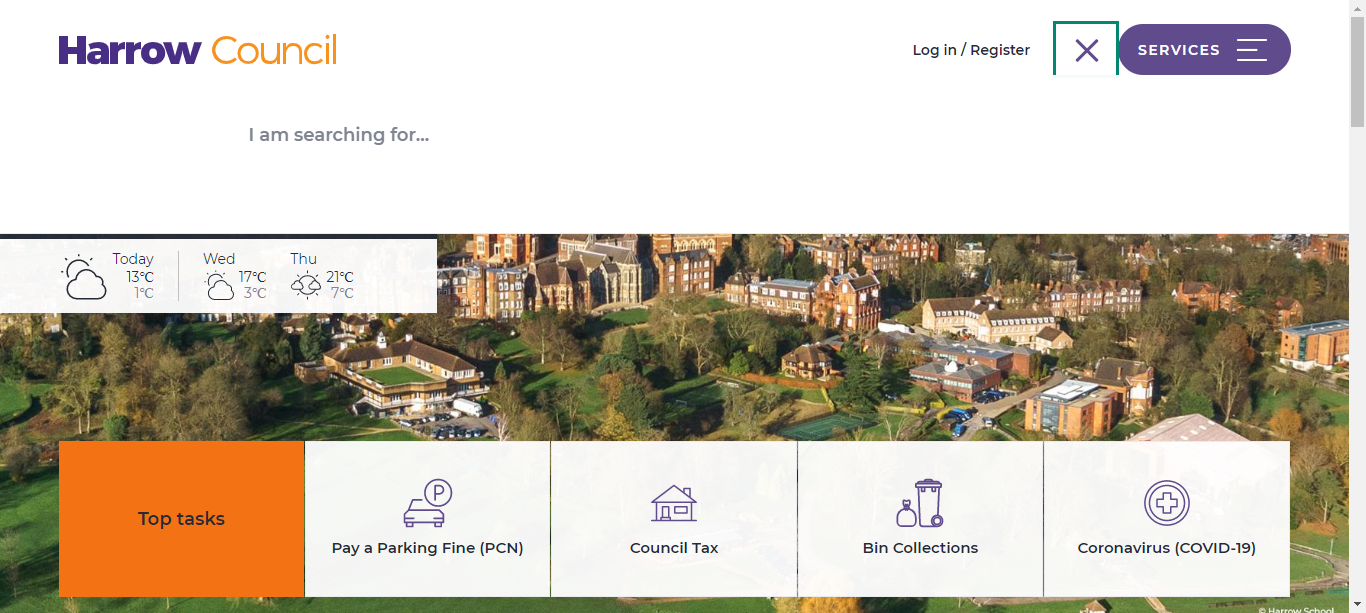 Harrow Council
Log in / Register
SERVICES
I am searching for...
Today
13°C
1°C
Wed
17°C
3°C
Thu
21°C
7°C
Top tasks
P
Pay a Parking Fine (PCN)
Council Tax
Bin Collections
Coronavirus (COVID-19)
© Harrow School